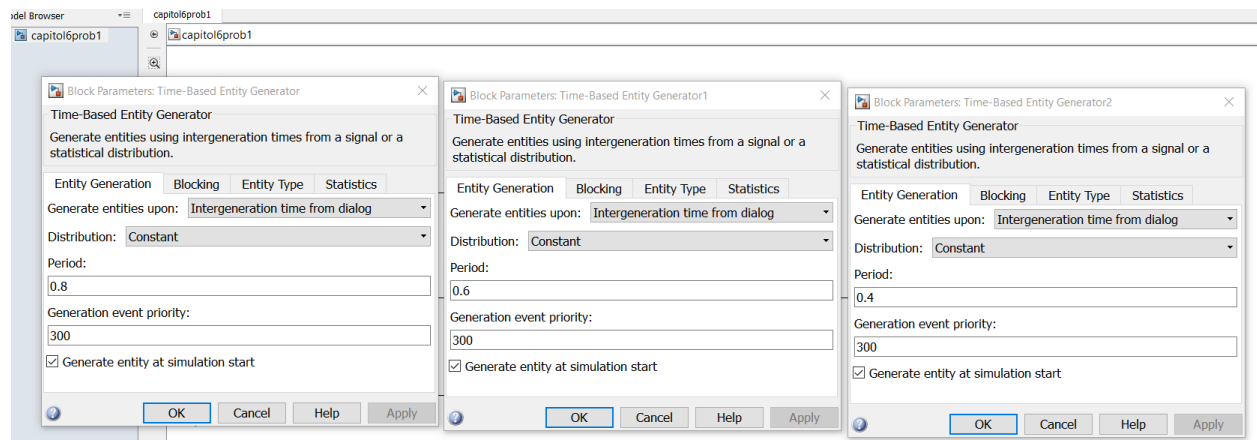 odel Browser
capitol6prob1
capitol6prob1
capitol6prob1
Block Parameters: Time-Based Entity Generator
Time-Based Entity Generator
Generate entities using intergeneration times from a signal or a
statistical distribution.
Entity Generation Blocking Entity Type Statistics
Generate entities upon: Intergeneration time from dialog
Distribution: Constant
Period:
0.8
Generation event priority:
300
Generate entity at simulation start
OK Cancel Help Apply
Block Parameters: Time-Based Entity Generator1
Time-Based Entity Generator
Generate entities using intergeneration times from a signal or a
statistical distribution.
Entity Generation Blocking Entity Type Statistics
Generate entities upon: Intergeneration time from dialog
Distribution: Constant
Period:
0.6
Generation event priority:
300
Generate entity at simulation start
OK Cancel Help Apply
Block Parameters: Time-Based Entity Generator2
Time-Based Entity Generator
Generate entities using intergeneration times from a signal or a
statistical distribution.
Entity Generation Blocking Entity Type Statistics
Generate entities upon: Intergeneration time from dialog
Distribution: Constant
Period:
0.4
Generation event priority:
300
Generate entity at simulation start
OK Cancel Help Apply